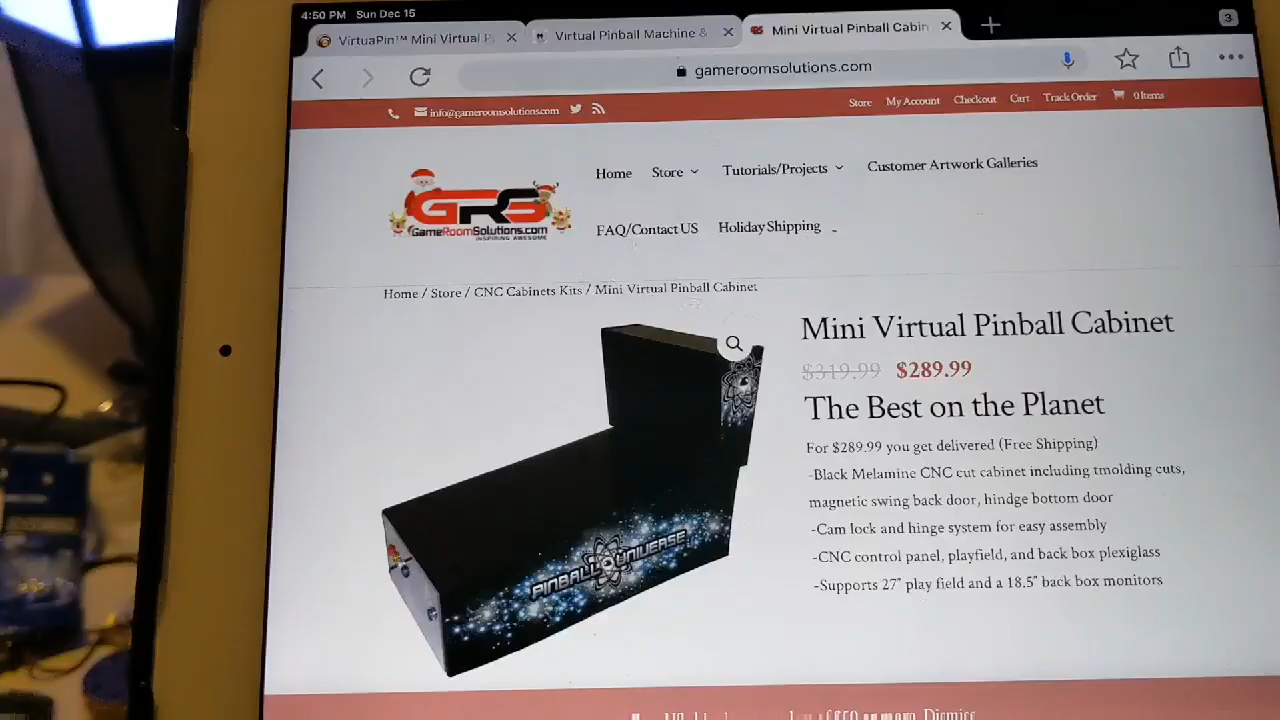 4:50 PM Sun Dec 15
3
VirtuaPin™ Mini Virtual P
Virtual Pinball Machine &
Mini Virtual Pinball Cabin
gameroomsolutions.com
info@gameroomsolutions.com
Store My Account Checkout Cart Track Order 0 Items
GRS
GameRoomSolutions.com
INSPIRING AWESOME
Home Store Tutorials/Projects Customer Artwork Galleries
FAQ/Contact US Holiday Shipping
Home / Store / CNC Cabinets Kits / Mini Virtual Pinball Cabinet
PINBALL UNIVERSE
Mini Virtual Pinball Cabinet
$319.99 $289.99
The Best on the Planet
For $289.99 you get delivered (Free Shipping)
-Black Melamine CNC cut cabinet including tmolding cuts,
magnetic swing back door, hindge bottom door
-Cam lock and hinge system for easy assembly
-CNC control panel, playfield, and back box plexiglass
-Supports 27" play field and a 18.5" back box monitors
Dismiss